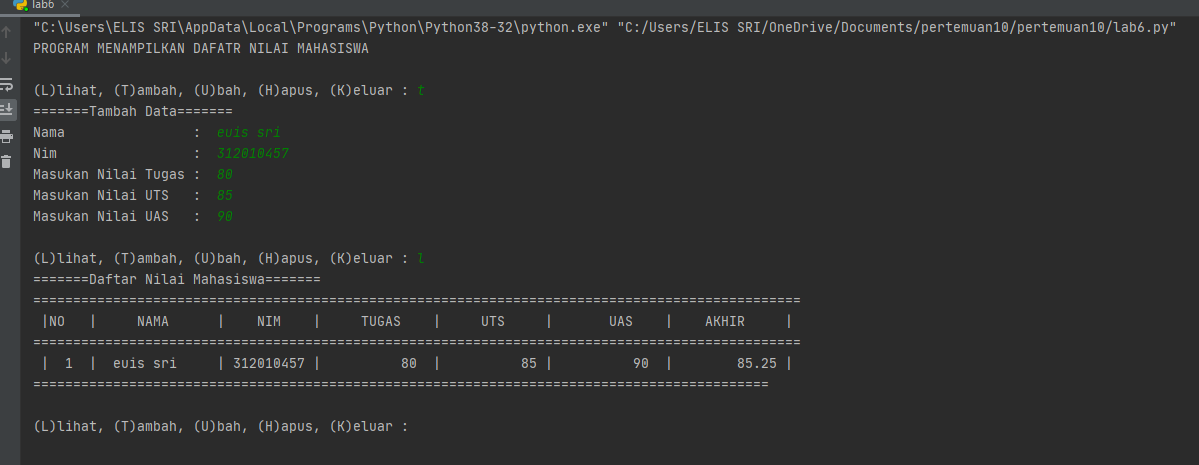 lab6
"C:\Users\ELIS SRI\AppData\Local\Programs\Python\Python38-32\python.exe" "C:/Users/ELIS SRI/OneDrive/Documents/pertemuan10/pertemuan10/lab6.py"
PROGRAM MENAMPILKAN DAFATR NILAI MAHASISWA
(L)lihat, (T)ambah, (U)bah, (H)apus, (K)eluar : t
=======Tambah Data=======
Nama                :  euis sri
Nim                 :  312010457
Masukan Nilai Tugas :  80
Masukan Nilai UTS   :  85
Masukan Nilai UAS   :  90
(L)lihat, (T)ambah, (U)bah, (H)apus, (K)eluar : l
=======Daftar Nilai Mahasiswa=======
================================================================================================
 |NO   |     NAMA      |    NIM    |     TUGAS    |     UTS     |       UAS    |    AKHIR     |
================================================================================================
 |  1  |  euis sri     | 312010457 |          80  |          85 |          90  |        85.25 |
============================================================================================
(L)lihat, (T)ambah, (U)bah, (H)apus, (K)eluar :